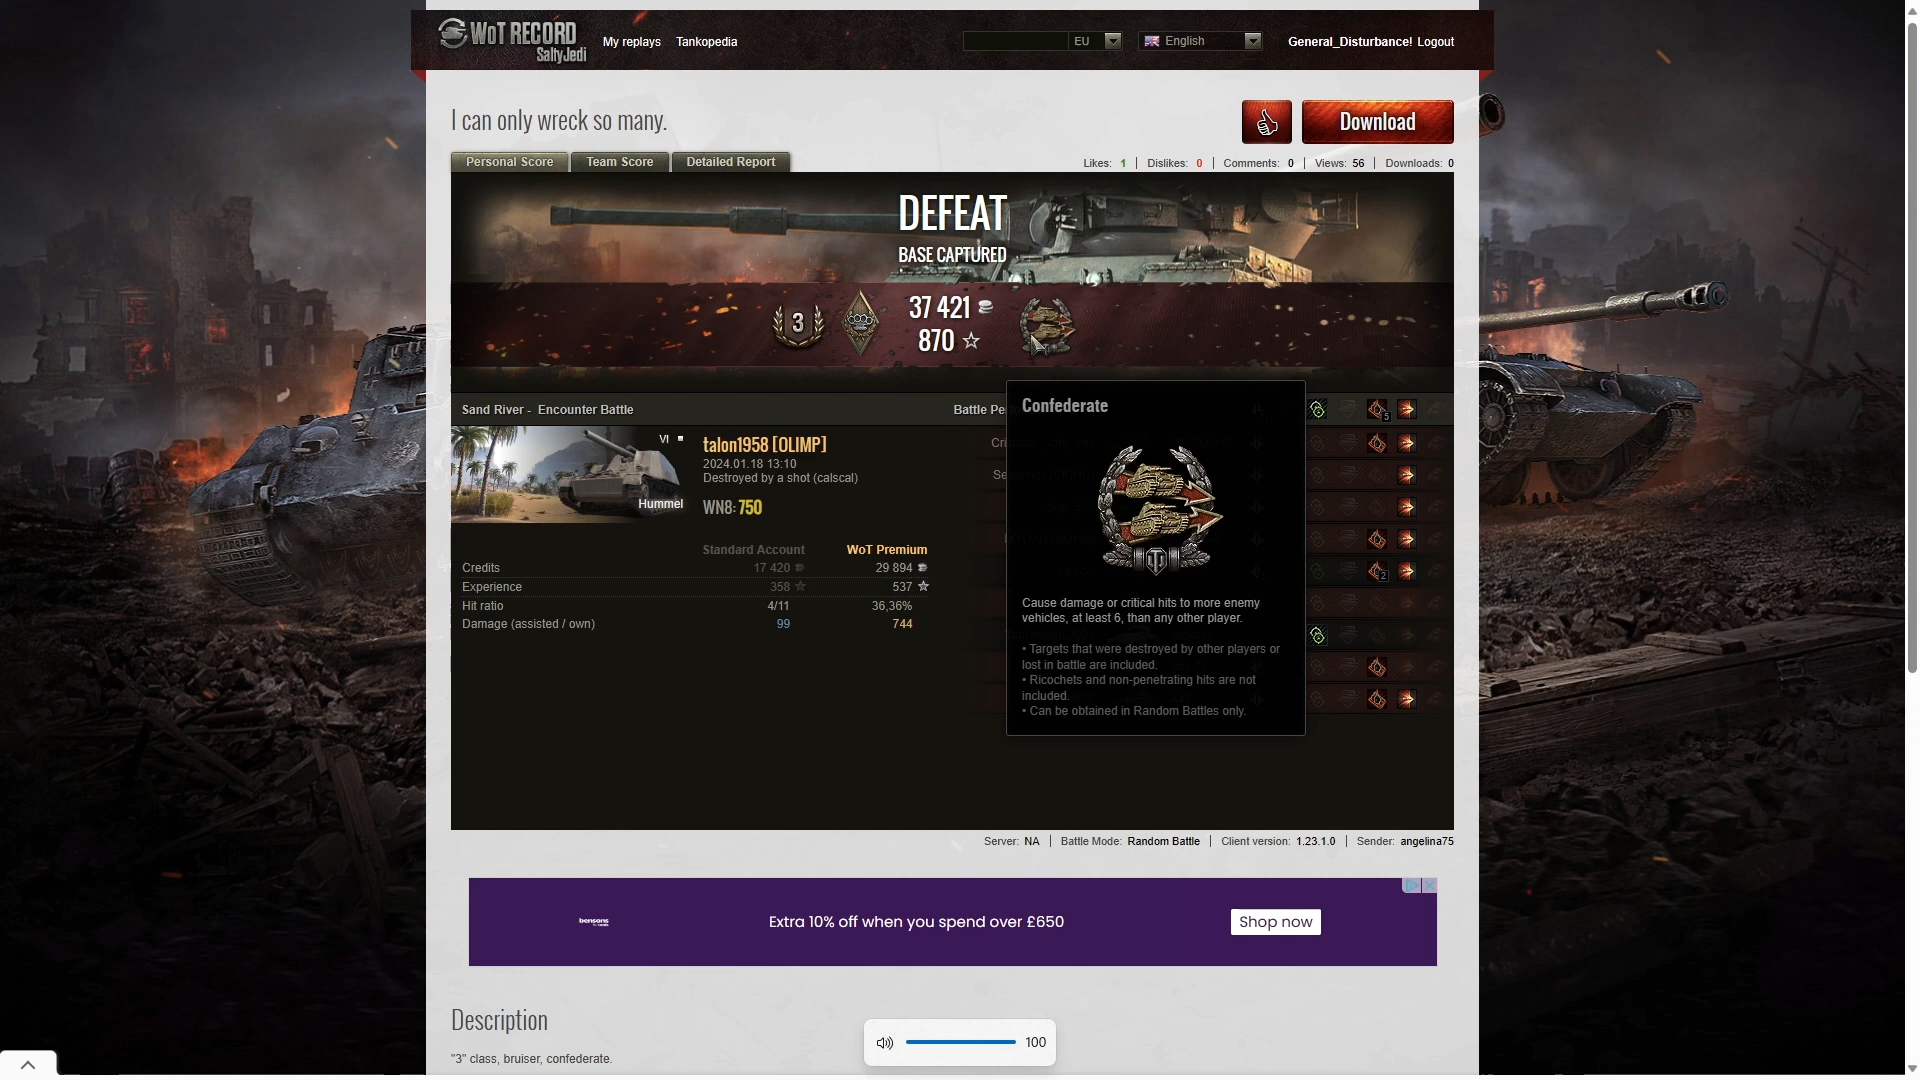 WoT RECORD
SaltyJedi
My replays
Tankopedia
EU
English
General_Disturbance! Logout
I can only wreck so many.
Download
Personal Score
Team Score
Detailed Report
Likes: 1 | Dislikes: 0 | Comments: 0 | Views: 56 | Downloads: 0
DEFEAT
BASE CAPTURED
3
37 421
870
Sand River - Encounter Battle
Battle Pe
5
Confederate
VI
talon1958 [OLIMP]
2024.01.18 13:10
Destroyed by a shot (calscal)
Hummel
WN8: 750
Standard Account
WoT Premium
Credits 17 420 29 894
Experience 358 537
Hit ratio 4/11 36,36%
Damage (assisted / own) 99 744
2
Cause damage or critical hits to more enemy
vehicles, at least 6, than any other player.
• Targets that were destroyed by other players or
lost in battle are included.
• Ricochets and non-penetrating hits are not
included.
• Can be obtained in Random Battles only.
Server: NA | Battle Mode: Random Battle | Client version: 1.23.1.0 | Sender: angelina75
bensons
Extra 10% off when you spend over £650
Shop now
Description
"3" class, bruiser, confederate.
100